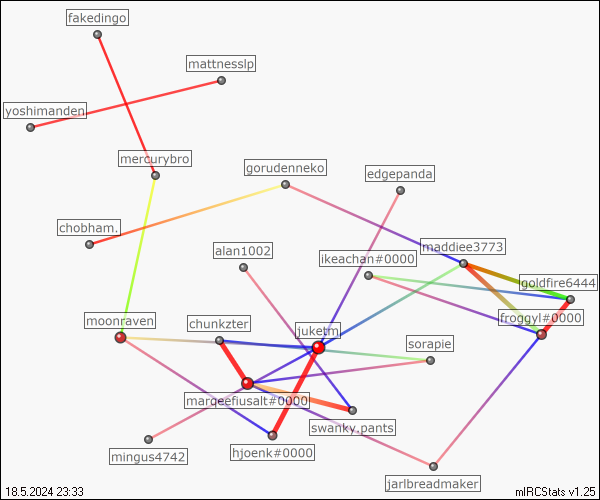 fakedingo
mattnesslp
yoshimanden
mercurybro
gorudenneko
edgepanda
chobham.
alan1002
maddiee3773
ikeachan#0000
goldfire6444
moonraven
chunkzter
juketm
froggyl#0000
sorapie
marqeefiusalt#0000
swanky.pants
mingus4742
hjoenk#0000
jarlbreadmaker
18.5.2024 23:33
mIRCStats v1.25